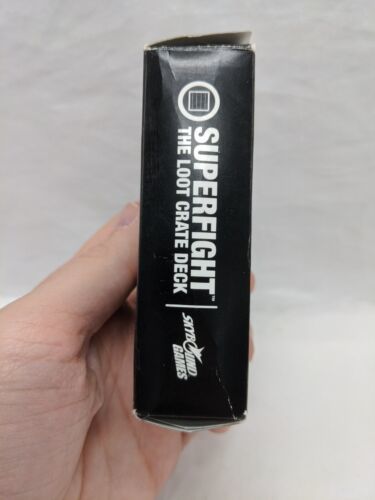 SUPERFIGHT™
THE LOOT CRATE DECK
SKYBOUND
GAMES